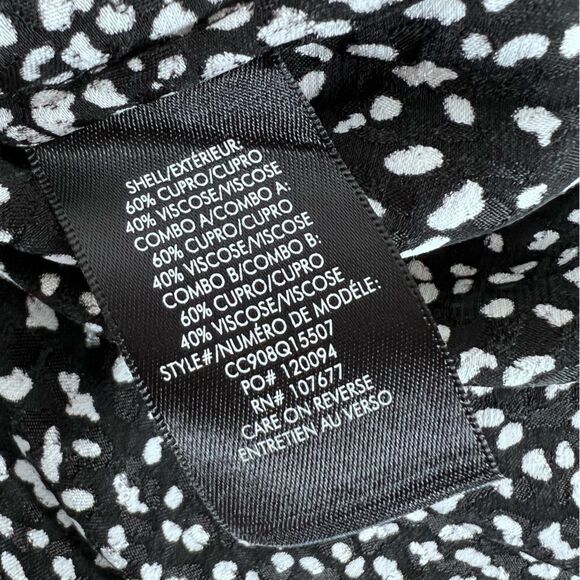 SHELL/EXTÉRIEUR:
60% CUPRO/CUPRO
40% VISCOSE/VISCOSE
COMBO A/COMBO A:
60% CUPRO/CUPRO
40% VISCOSE/VISCOSE
COMBO B/COMBO B:
60% CUPRO/CUPRO
40% VISCOSE/VISCOSE
STYLE#/NUMÉRO DE MODÉLE:
CC908Q15507
PO# 120094
RN# 107677
CARE ON REVERSE
ENTRETIEN AU VERSO